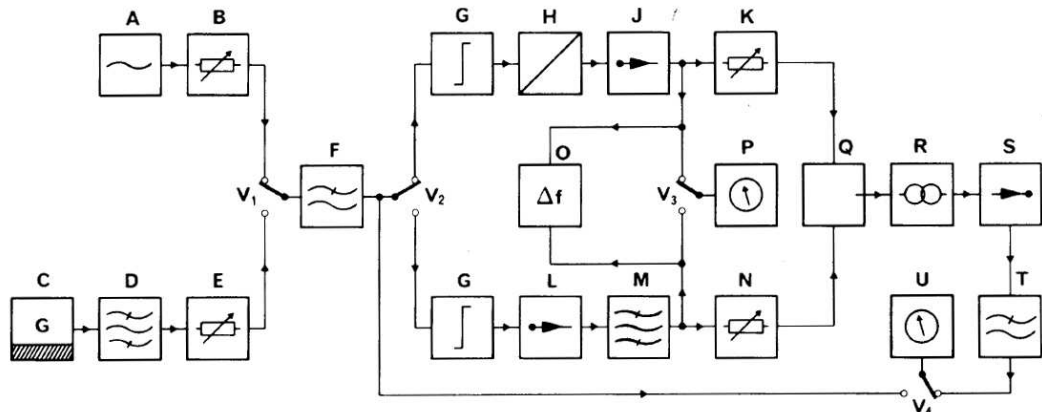 A B G H J K
F O P Q R S
V1 V2 Δf V3
C D E G L M N U T
G
V4